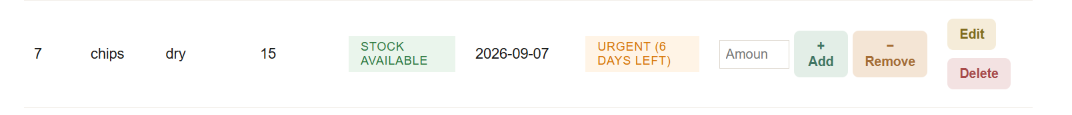 7 chips dry 15 STOCK AVAILABLE 2026-09-07 URGENT (6 DAYS LEFT) Amoun + Add − Remove Edit
Delete